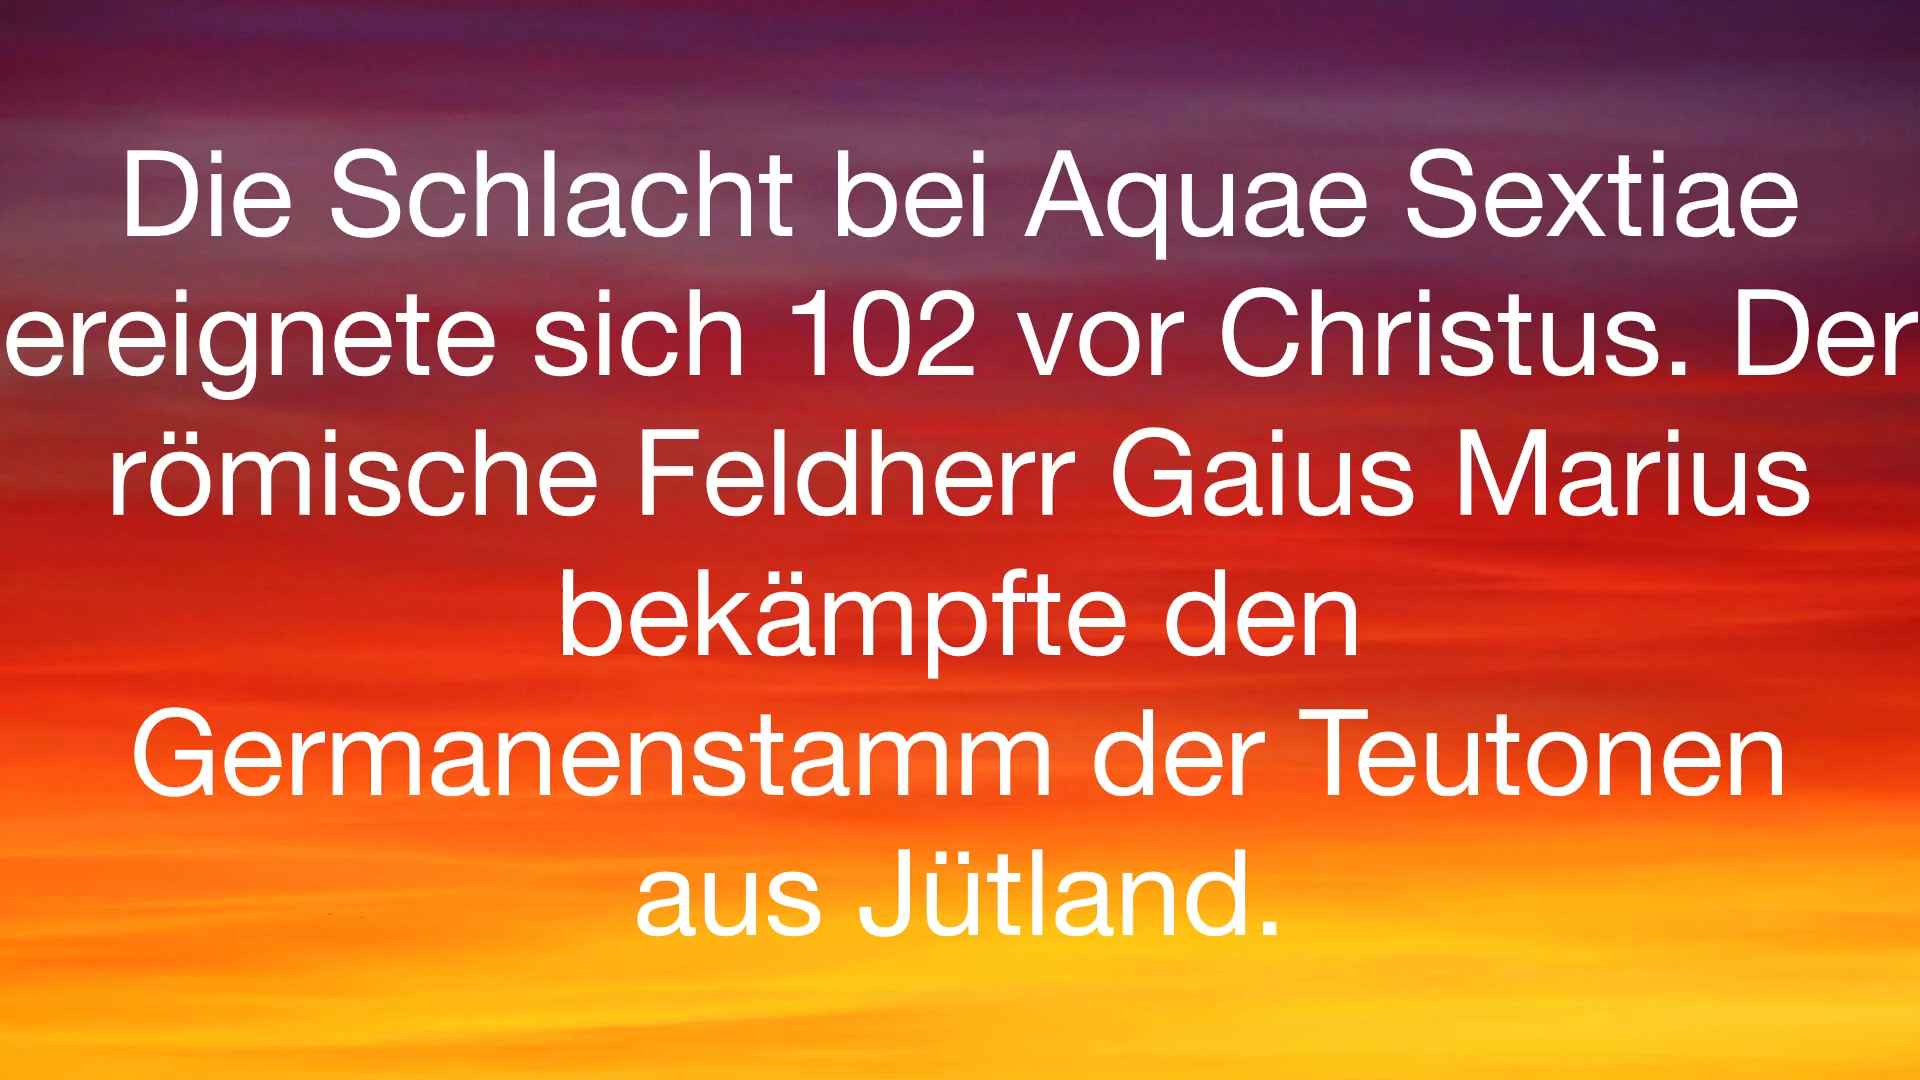 Die Schlacht bei Aquae Sextiae
ereignete sich 102 vor Christus. Der
römische Feldherr Gaius Marius
bekämpfte den
Germanenstamm der Teutonen
aus Jütland.